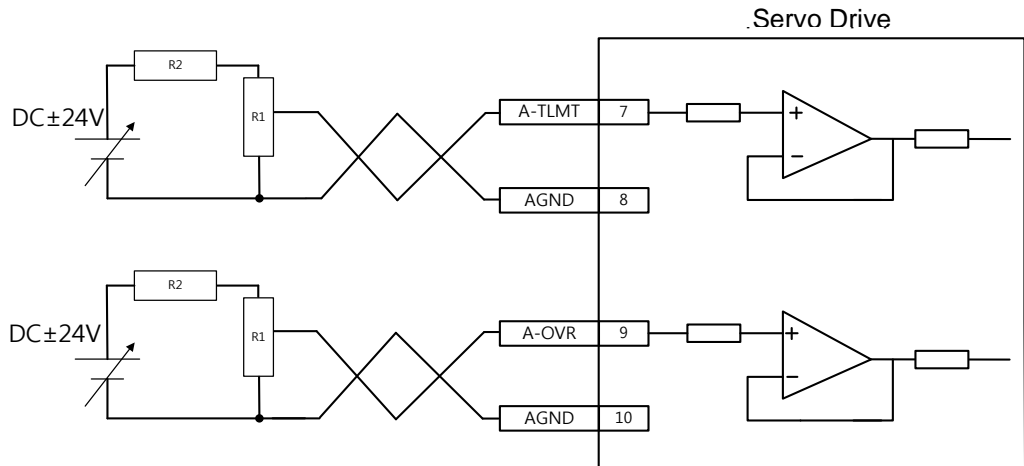 Servo Drive
R2
DC±24V
R1
A-TLMT 7
+
−
AGND 8
R2
DC±24V
R1
A-OVR 9
+
−
AGND 10